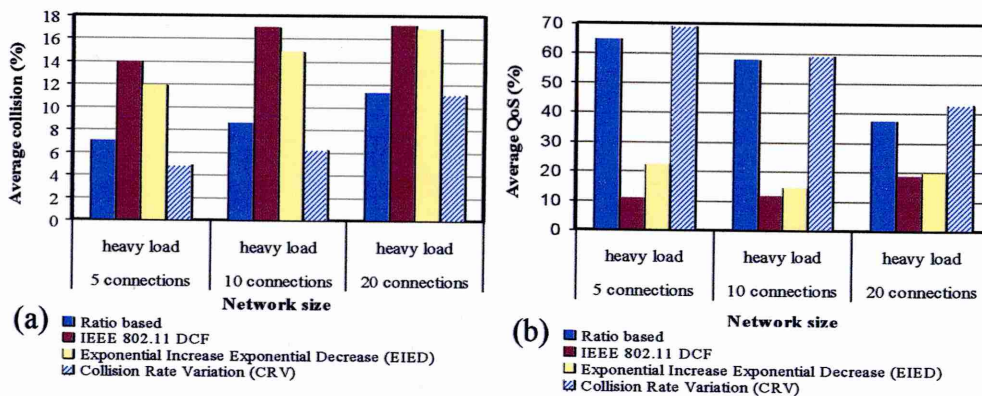 Average collision (%)
18
16
14
12
10
8
6
4
2
0
heavy load
heavy load
heavy load
5 connections
10 connections
20 connections
Network size
(a)
Ratio based
IEEE 802.11 DCF
Exponential Increase Exponential Decrease (EIED)
Collision Rate Variation (CRV)
Average QoS (%)
70
60
50
40
30
20
10
0
heavy load
heavy load
heavy load
5 connections
10 connections
20 connections
Network size
(b)
Ratio based
IEEE 802.11 DCF
Exponential Increase Exponential Decrease (EIED)
Collision Rate Variation (CRV)